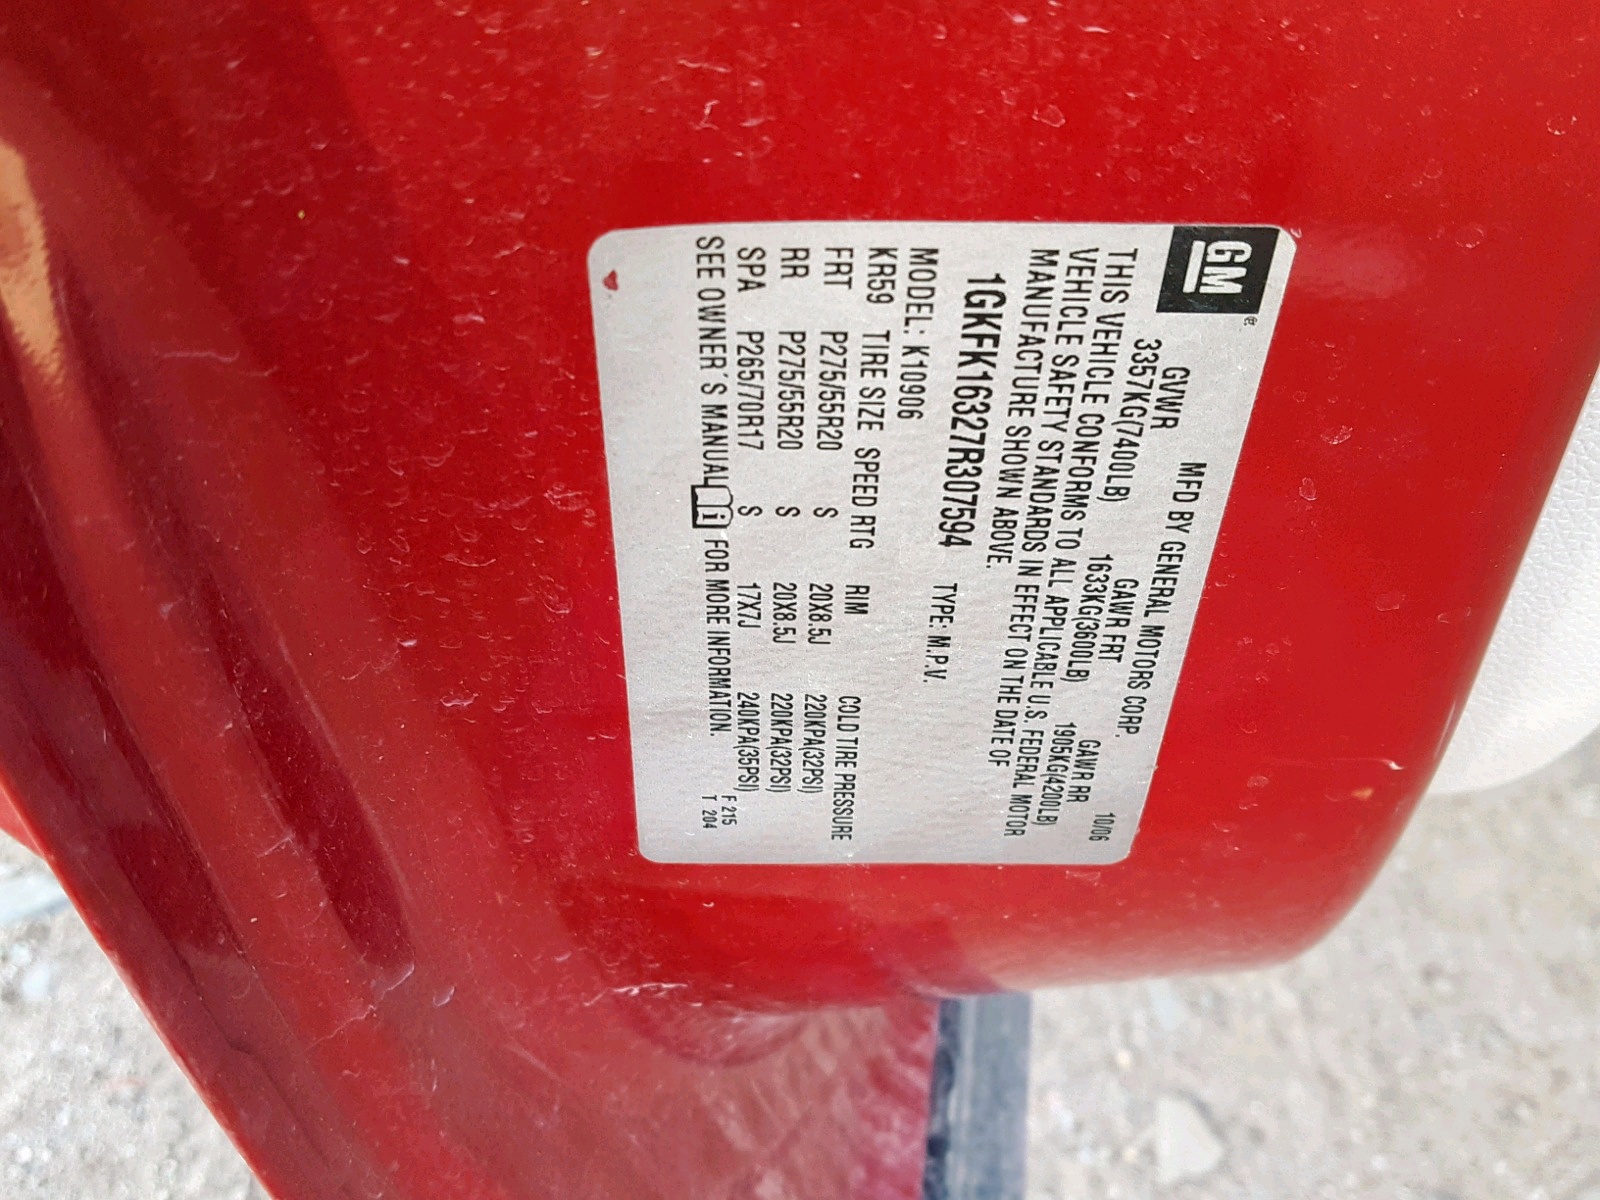 GM®
MFD BY GENERAL MOTORS CORP.
10/06
GVWR GAWR FRT GAWR RR
3357KG(7400LB) 1633KG(3600LB) 1905KG(4200LB)
THIS VEHICLE CONFORMS TO ALL APPLICABLE U.S. FEDERAL MOTOR
VEHICLE SAFETY STANDARDS IN EFFECT ON THE DATE OF
MANUFACTURE SHOWN ABOVE.
1GKFK16327R307594
TYPE: M.P.V.
MODEL: K10906
KR59 TIRE SIZE SPEED RTG RIM COLD TIRE PRESSURE
FRT P275/55R20 S 20X8.5J 220KPA(32PSI)
RR P275/55R20 S 20X8.5J 220KPA(32PSI)
SPA P265/70R17 S 17X7J 240KPA(35PSI)
SEE OWNER'S MANUAL i FOR MORE INFORMATION.
F 215
T 204